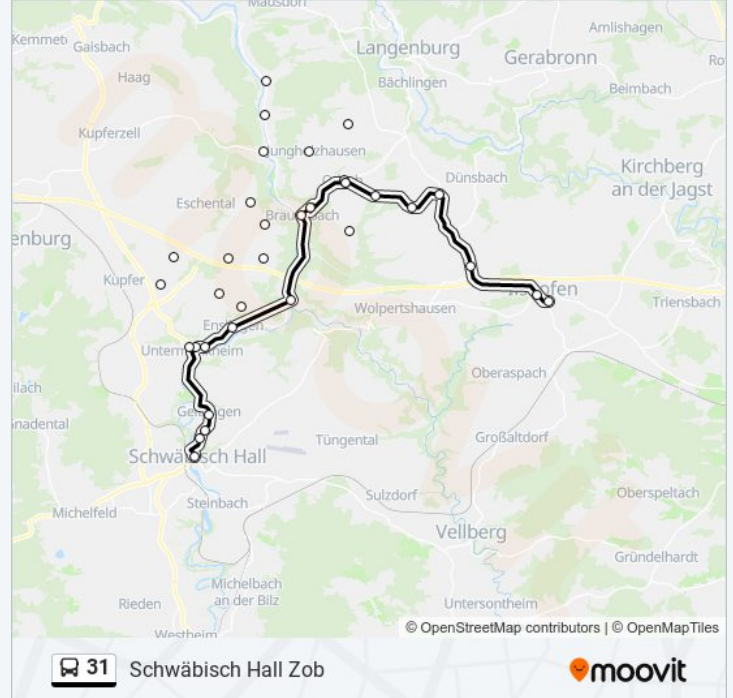 Mausdorf
Kemmet
Gaisbach
Amlishagen
Langenburg
Gerabronn
Haag
Bächlingen
Beimbach
Kupferzell
Kirchberg
an der Jagst
Dünsbach
Eschental
Kupfer
Wolpertshausen
Triensbach
Oberaspach
Tüngental
Großaltdorf
Schwäbisch Hall
Sulzdorf
Steinbach
Michelfeld
Oberspeltach
Vellberg
Gründelhardt
Michelbach
an der Bilz
Rieden
Untersontheim
Westheim
© OpenStreetMap contributors | © OpenMapTiles
31 Schwäbisch Hall Zob
moovit